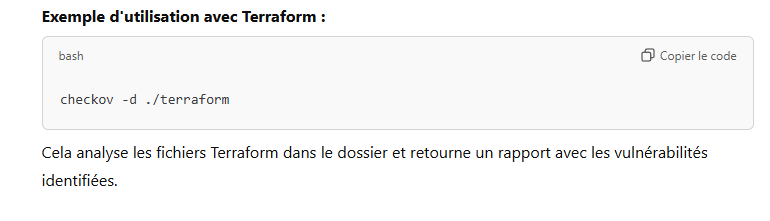 Exemple d'utilisation avec Terraform :
bash
Copier le code
checkov -d ./terraform
Cela analyse les fichiers Terraform dans le dossier et retourne un rapport avec les vulnérabilités
identifiées.